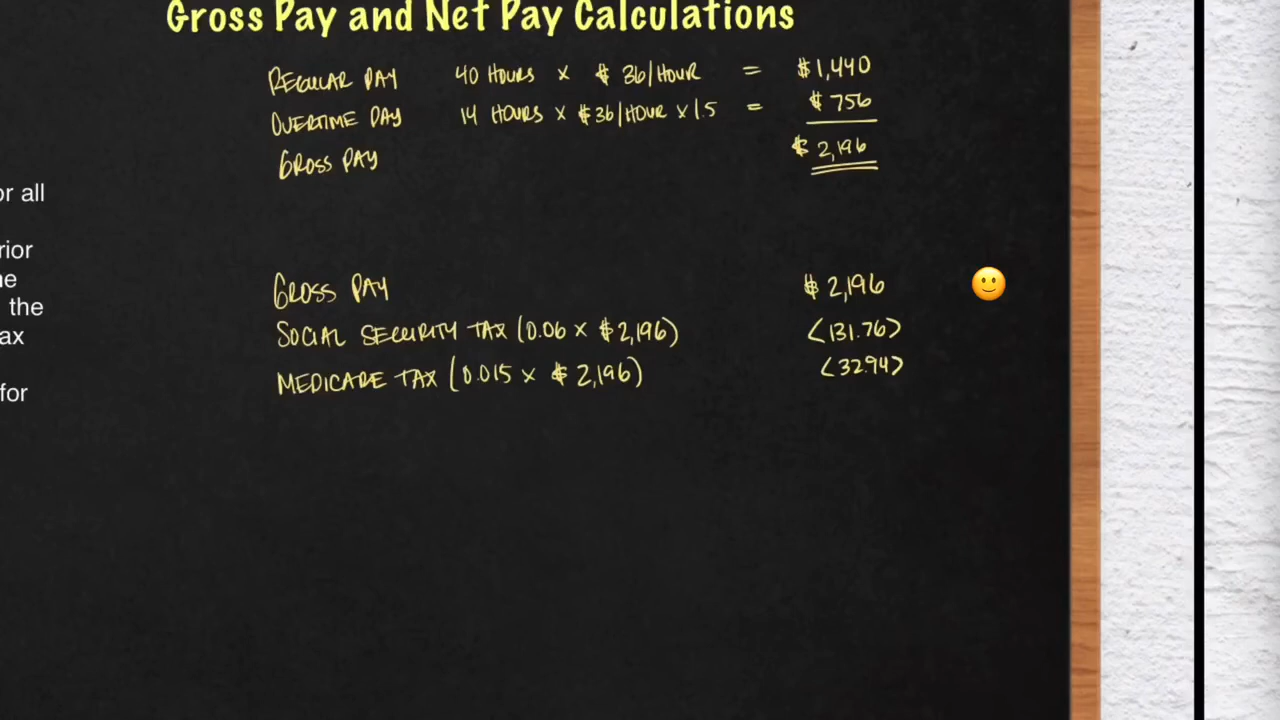 Gross Pay and Net Pay Calculations
REGULAR PAY 40 HOURS x $ 36/HOUR = $1,440
OVERTIME PAY 14 HOURS x $36/HOUR x 1.5 = $ 756
GROSS PAY $ 2,196
or all
rior
the
ax
for
GROSS PAY $ 2,196
SOCIAL SECURITY TAX (0.06 x $2,196) <131.76>
MEDICARE TAX (0.015 x $ 2,196) <32.94>